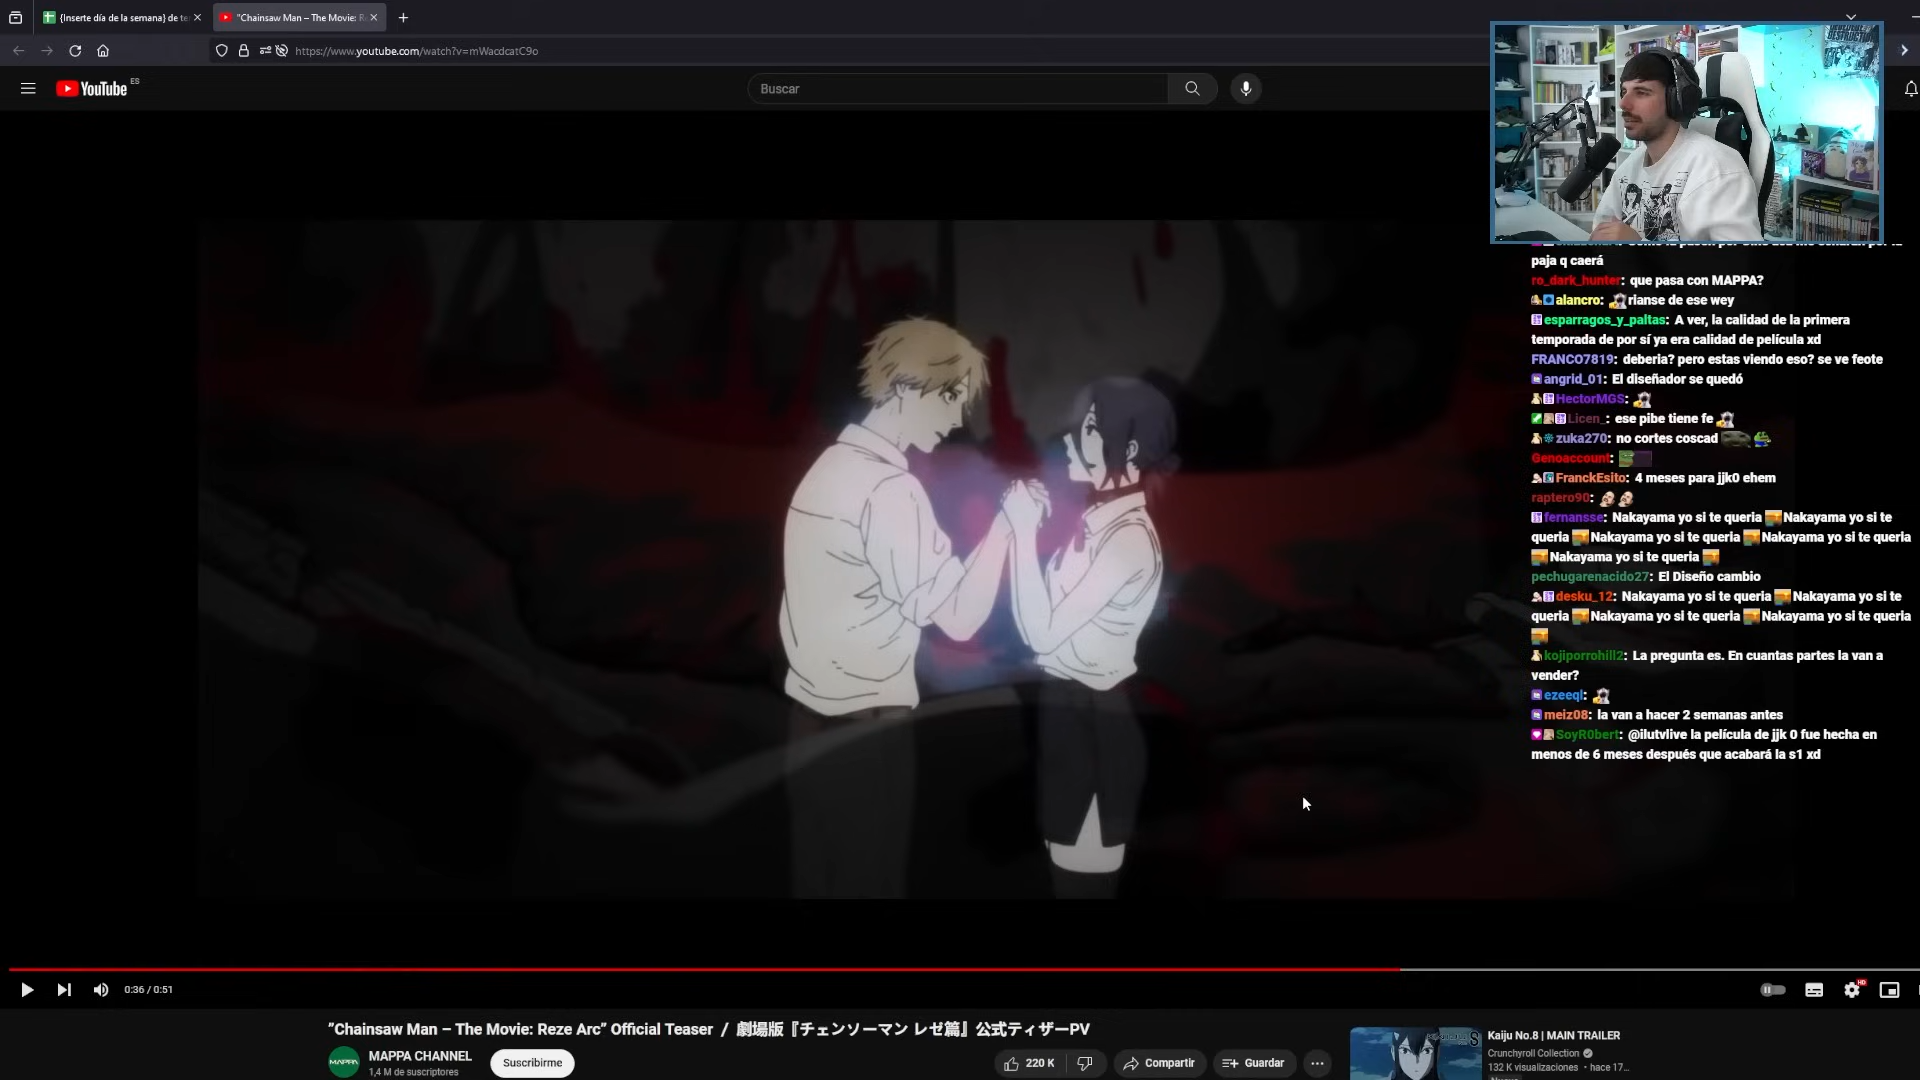 {Inserte día de la semana} de te
"Chainsaw Man – The Movie: R
https://www.youtube.com/watch?v=mWacdcatC9o
YouTube ES
Buscar
paja q caerá
ro_dark_hunter: que pasa con MAPPA?
alancro: rianse de ese wey
esparragos_y_paltas: A ver, la calidad de la primera
temporada de por sí ya era calidad de película xd
FRANCO7819: deberia? pero estas viendo eso? se ve feote
angrid_01: El diseñador se quedó
HectorMGS:
Licen_: ese pibe tiene fe
zuka270: no cortes coscad
Genoaccount:
FranckEsito: 4 meses para jjk0 ehem
raptero90:
fernansse: Nakayama yo si te queria Nakayama yo si te
queria Nakayama yo si te queria Nakayama yo si te queria
Nakayama yo si te queria
pechugarenacido27: El Diseño cambio
desku_12: Nakayama yo si te queria Nakayama yo si te
queria Nakayama yo si te queria Nakayama yo si te queria
kojiporrohill2: La pregunta es. En cuantas partes la van a
vender?
ezeeql:
meiz08: la van a hacer 2 semanas antes
SoyR0bert: @ilutvlive la película de jjk 0 fue hecha en
menos de 6 meses después que acabará la s1 xd
0:36 / 0:51
HD
"Chainsaw Man – The Movie: Reze Arc" Official Teaser / 劇場版『チェンソーマン レゼ篇』公式ティザーPV
MAPPA
MAPPA CHANNEL
1,4 M de suscriptores
Suscribirme
220 K
Compartir
Guardar
Kaiju No.8 | MAIN TRAILER
Crunchyroll Collection
132 K visualizaciones • hace 17...